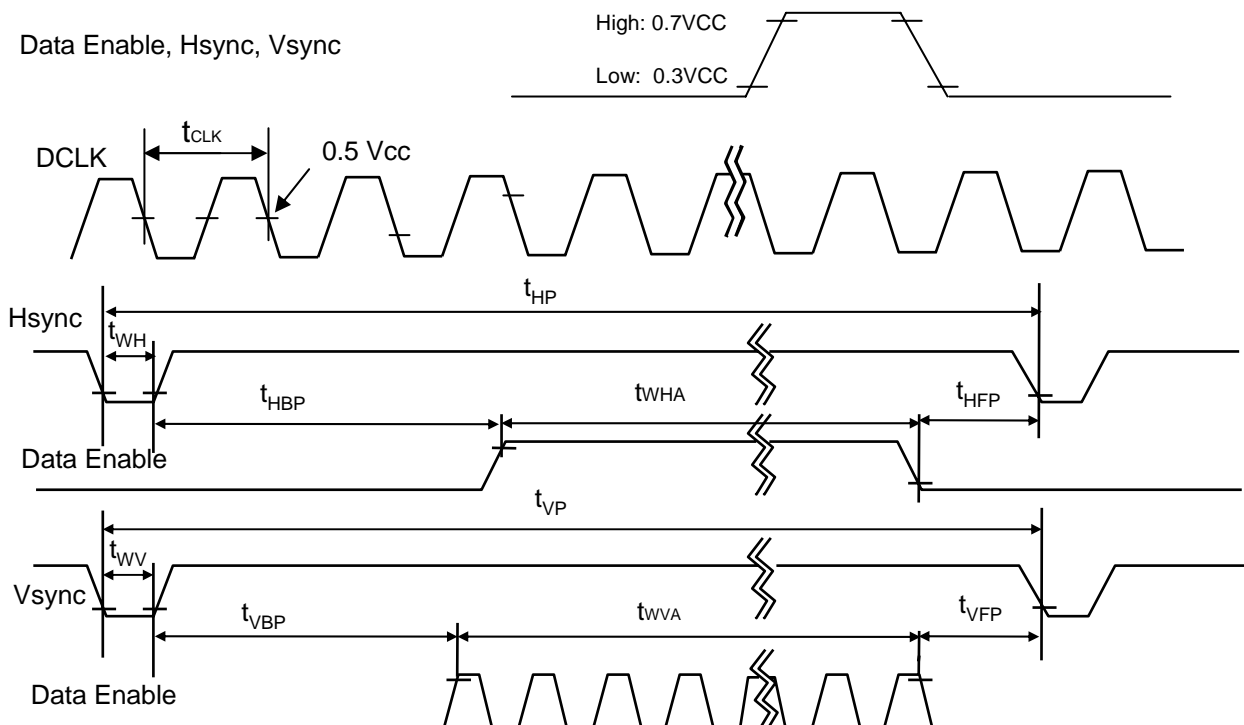 High: 0.7VCC
Data Enable, Hsync, Vsync
Low: 0.3VCC
tCLK
DCLK
0.5 Vcc
tHP
Hsync
tWH
tHBP
tWHA
tHFP
Data Enable
tVP
tWV
Vsync
tVBP
tWVA
tVFP
Data Enable